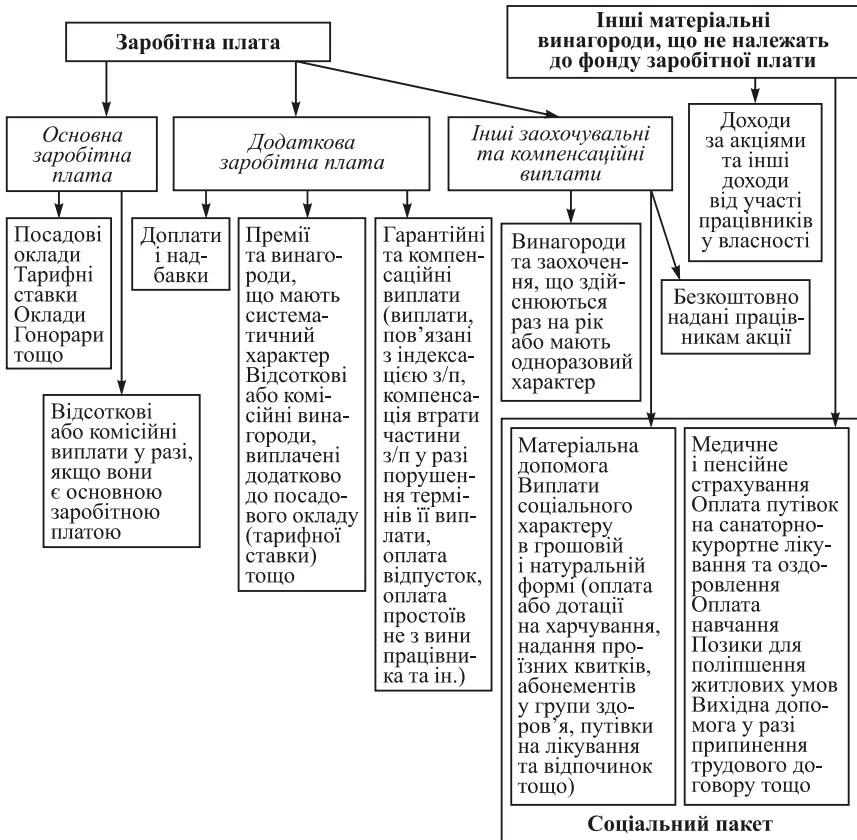 Заробітна плата
Інші матеріальні
винагороди, що не належать
до фонду заробітної плати
Основна
заробітна
плата
Додаткова
заробітна плата
Інші заохочувальні
та компенсаційні
виплати
Доходи
за акціями
та інші
доходи
від участі
працівників
у власності
Посадові
оклади
Тарифні
ставки
Оклади
Гонорари
тощо
Доплати
і над-
бавки
Премії
та винаго-
роди,
що мають
система-
тичний
характер
Відсоткові
або комі-
сійні вина-
городи,
виплачені
додатково
до посадо-
вого окладу
(тарифної
ставки)
тощо
Гарантійні
та компен-
саційні
виплати
(виплати,
пов’язані
з індекса-
цією з/п,
компенса-
ція втрати
частини
з/п у разі
порушен-
ня термі-
нів її вип-
лати,
оплата
відпусток,
оплата
простоїв
не з вини
працівни-
ка та ін.)
Винагороди
та заохочен-
ня, що здій-
снюються
раз на рік
або мають
одноразовий
характер
Безкоштовно
надані праців-
никам акції
Відсоткові
або комісійні
виплати у разі,
якщо вони
є основною
заробітною
платою
Матеріальна
допомога
Виплати
соціального
характеру
в грошовій
і натуральній
формі (оплата
або дотації
на харчування,
надання про-
їзних квитків,
абонементів
у групи здо-
ров’я, путівки
на лікування
та відпочинок
тощо)
Медичне
і пенсійне
страхування
Оплата путівок
на санаторно-
курортне ліку-
вання та оздо-
ровлення
Оплата
навчання
Позики для
поліпшення
житлових умов
Вихідна допо-
мога у разі
припинення
трудового до-
говору тощо
Соціальний пакет